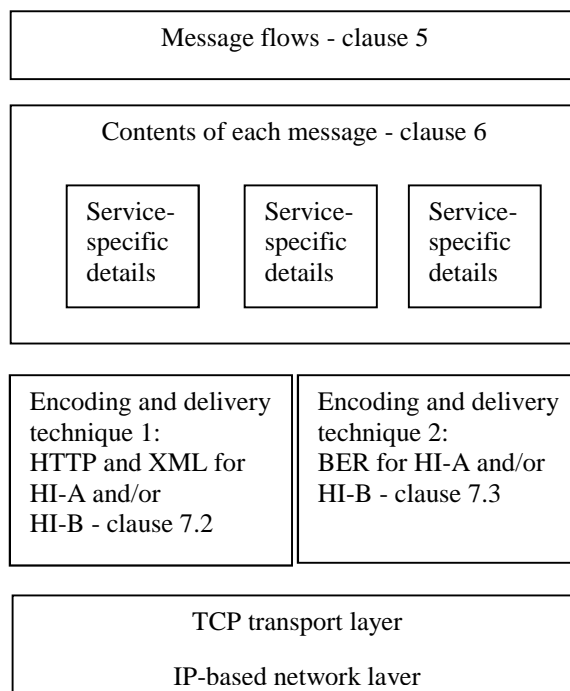 Message flows - clause 5
Contents of each message - clause 6
Service-
specific
details
Service-
specific
details
Service-
specific
details
Encoding and delivery
technique 1:
HTTP and XML for
HI-A and/or
HI-B - clause 7.2
Encoding and delivery
technique 2:
BER for HI-A and/or
HI-B - clause 7.3
TCP transport layer
IP-based network layer